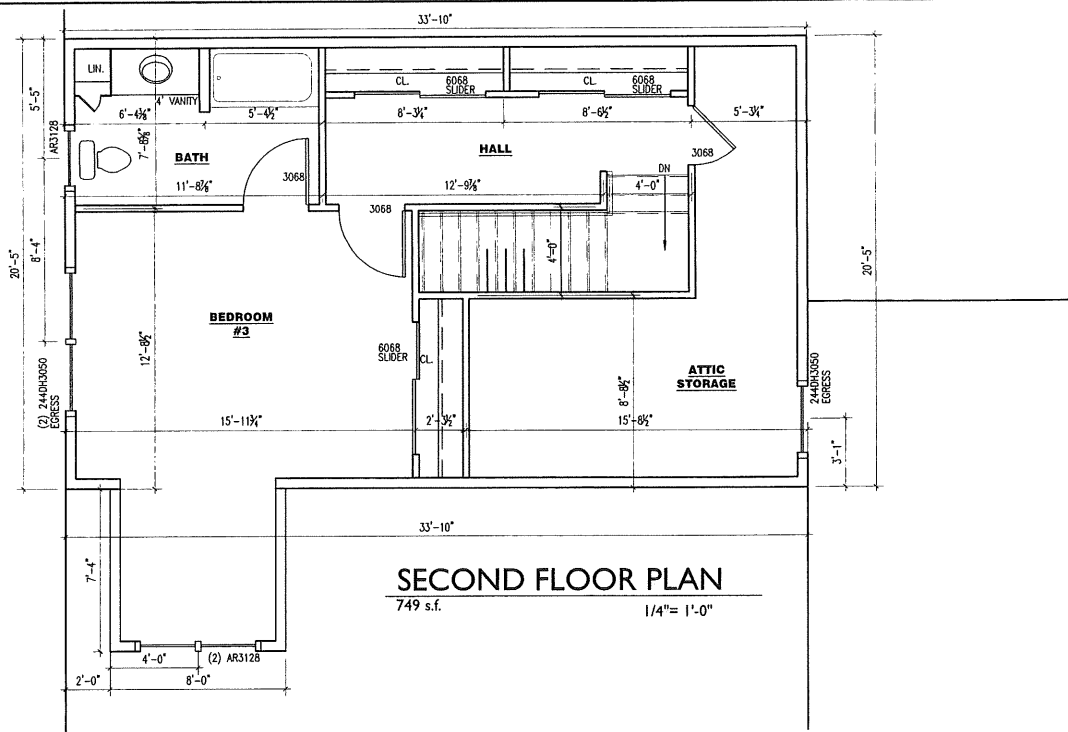 33'-10"
LIN.
4' VANITY
CL.
6068
SLIDER
CL.
6068
SLIDER
5'-5"
6'-4⅜"
5'-4½"
8'-3¼"
8'-6½"
5'-3¼"
AR3128
7'-8⅝"
BATH
HALL
3068
DN
11'-8⅞"
3068
12'-9⅞"
4'-0"
3068
20'-5"
8'-4"
4'-0"
20'-5"
BEDROOM
#3
12'-8½"
6068
SLIDER
CL.
ATTIC
STORAGE
8'-8½"
(2) 244DH3050
EGRESS
244DH3050
EGRESS
15'-11¾"
2'-3½"
15'-8½"
3'-1"
33'-10"
7'-4"
SECOND FLOOR PLAN
749 s.f.
1/4"= 1'-0"
4'-0"
(2) AR3128
2'-0"
8'-0"